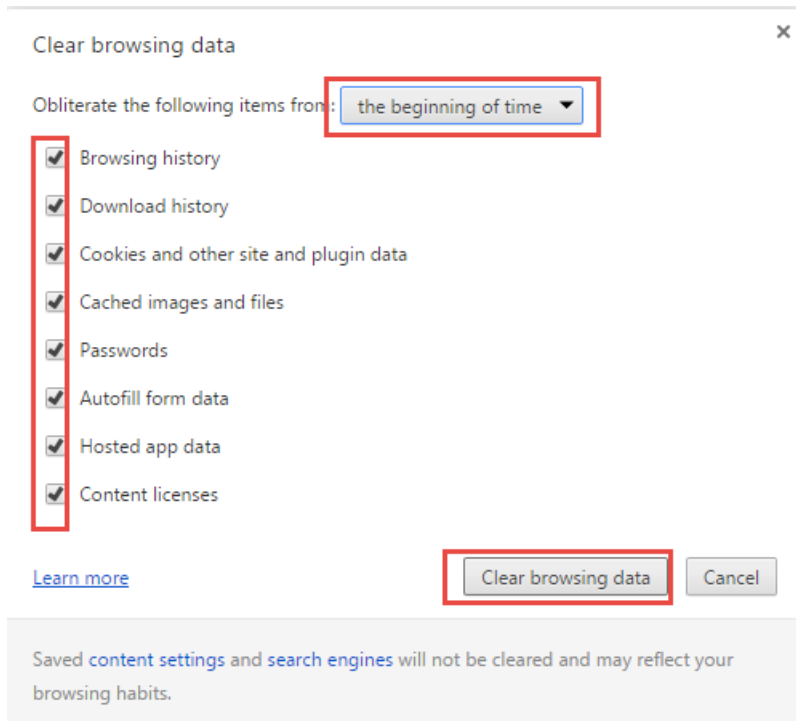 Clear browsing data
Obliterate the following items from: the beginning of time
Browsing history
Download history
Cookies and other site and plugin data
Cached images and files
Passwords
Autofill form data
Hosted app data
Content licenses
Learn more Clear browsing data Cancel
Saved content settings and search engines will not be cleared and may reflect your
browsing habits.